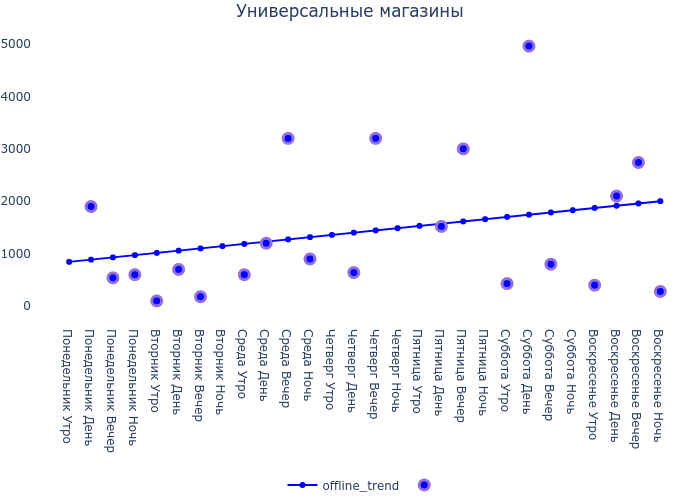 Универсальные магазины
5000
4000
3000
2000
1000
0
Понедельник Утро
Понедельник День
Понедельник Вечер
Понедельник Ночь
Вторник Утро
Вторник День
Вторник Вечер
Вторник Ночь
Среда Утро
Среда День
Среда Вечер
Среда Ночь
Четверг Утро
Четверг День
Четверг Вечер
Четверг Ночь
Пятница Утро
Пятница День
Пятница Вечер
Пятница Ночь
Суббота Утро
Суббота День
Суббота Вечер
Суббота Ночь
Воскресенье Утро
Воскресенье День
Воскресенье Вечер
Воскресенье Ночь
offline_trend